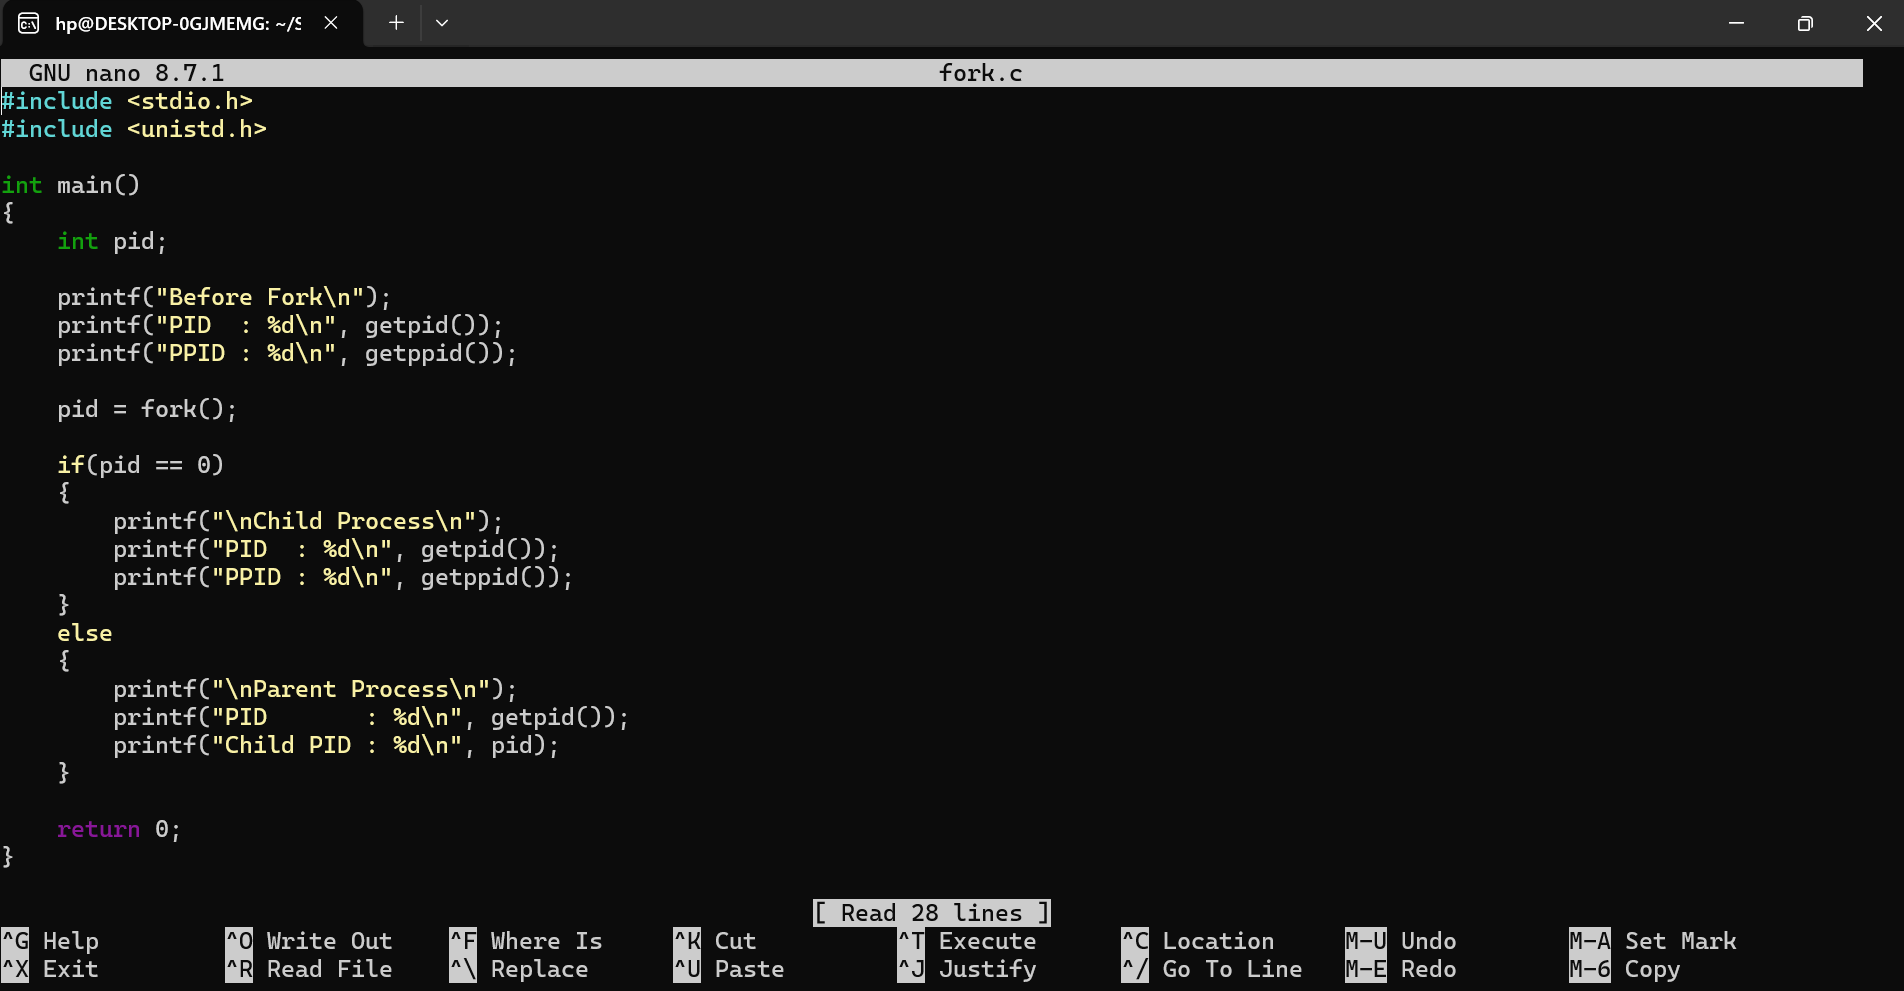 hp@DESKTOP-0GJMEMG: ~/S
GNU nano 8.7.1 fork.c
#include <stdio.h>
#include <unistd.h>

int main()
{
    int pid;

    printf("Before Fork\n");
    printf("PID  : %d\n", getpid());
    printf("PPID : %d\n", getppid());

    pid = fork();

    if(pid == 0)
    {
        printf("\nChild Process\n");
        printf("PID  : %d\n", getpid());
        printf("PPID : %d\n", getppid());
    }
    else
    {
        printf("\nParent Process\n");
        printf("PID       : %d\n", getpid());
        printf("Child PID : %d\n", pid);
    }

    return 0;
}
[ Read 28 lines ]
^G Help ^O Write Out ^F Where Is ^K Cut ^T Execute ^C Location M-U Undo M-A Set Mark
^X Exit ^R Read File ^\ Replace ^U Paste ^J Justify ^/ Go To Line M-E Redo M-6 Copy